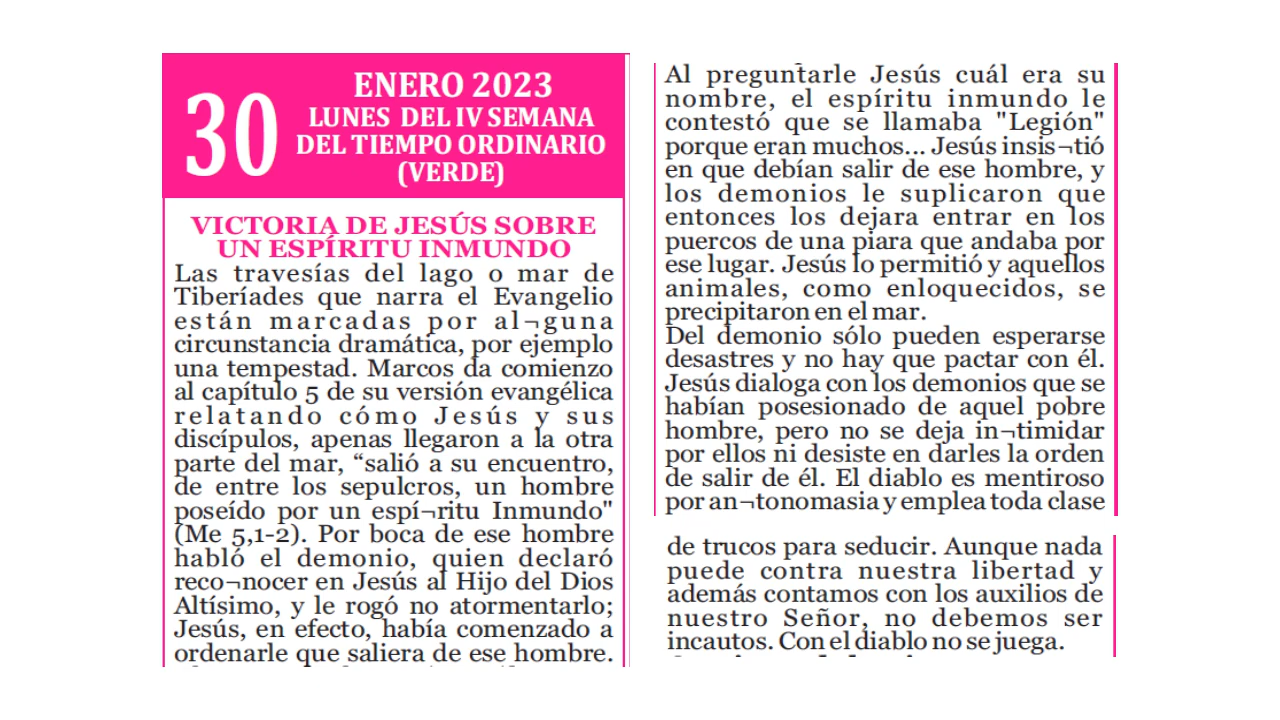 30
ENERO 2023
LUNES DEL IV SEMANA
DEL TIEMPO ORDINARIO
(VERDE)
VICTORIA DE JESÚS SOBRE
UN ESPÍRITU INMUNDO
Las travesías del lago o mar de
Tiberíades que narra el Evangelio
están marcadas por al¬guna
circunstancia dramática, por ejemplo
una tempestad. Marcos da comienzo
al capítulo 5 de su versión evangélica
relatando cómo Jesús y sus
discípulos, apenas llegaron a la otra
parte del mar, “salió a su encuentro,
de entre los sepulcros, un hombre
poseído por un espí¬ritu Inmundo"
(Me 5,1-2). Por boca de ese hombre
habló el demonio, quien declaró
reco¬nocer en Jesús al Hijo del Dios
Altísimo, y le rogó no atormentarlo;
Jesús, en efecto, había comenzado a
ordenarle que saliera de ese hombre.
Al preguntarle Jesús cuál era su
nombre, el espíritu inmundo le
contestó que se llamaba "Legión"
porque eran muchos... Jesús insis¬tió
en que debían salir de ese hombre, y
los demonios le suplicaron que
entonces los dejara entrar en los
puercos de una piara que andaba por
ese lugar. Jesús lo permitió y aquellos
animales, como enloquecidos, se
precipitaron en el mar.
Del demonio sólo pueden esperarse
desastres y no hay que pactar con él.
Jesús dialoga con los demonios que se
habían posesionado de aquel pobre
hombre, pero no se deja in¬timidar
por ellos ni desiste en darles la orden
de salir de él. El diablo es mentiroso
por an¬tonomasia y emplea toda clase
de trucos para seducir. Aunque nada
puede contra nuestra libertad y
además contamos con los auxilios de
nuestro Señor, no debemos ser
incautos. Con el diablo no se juega.